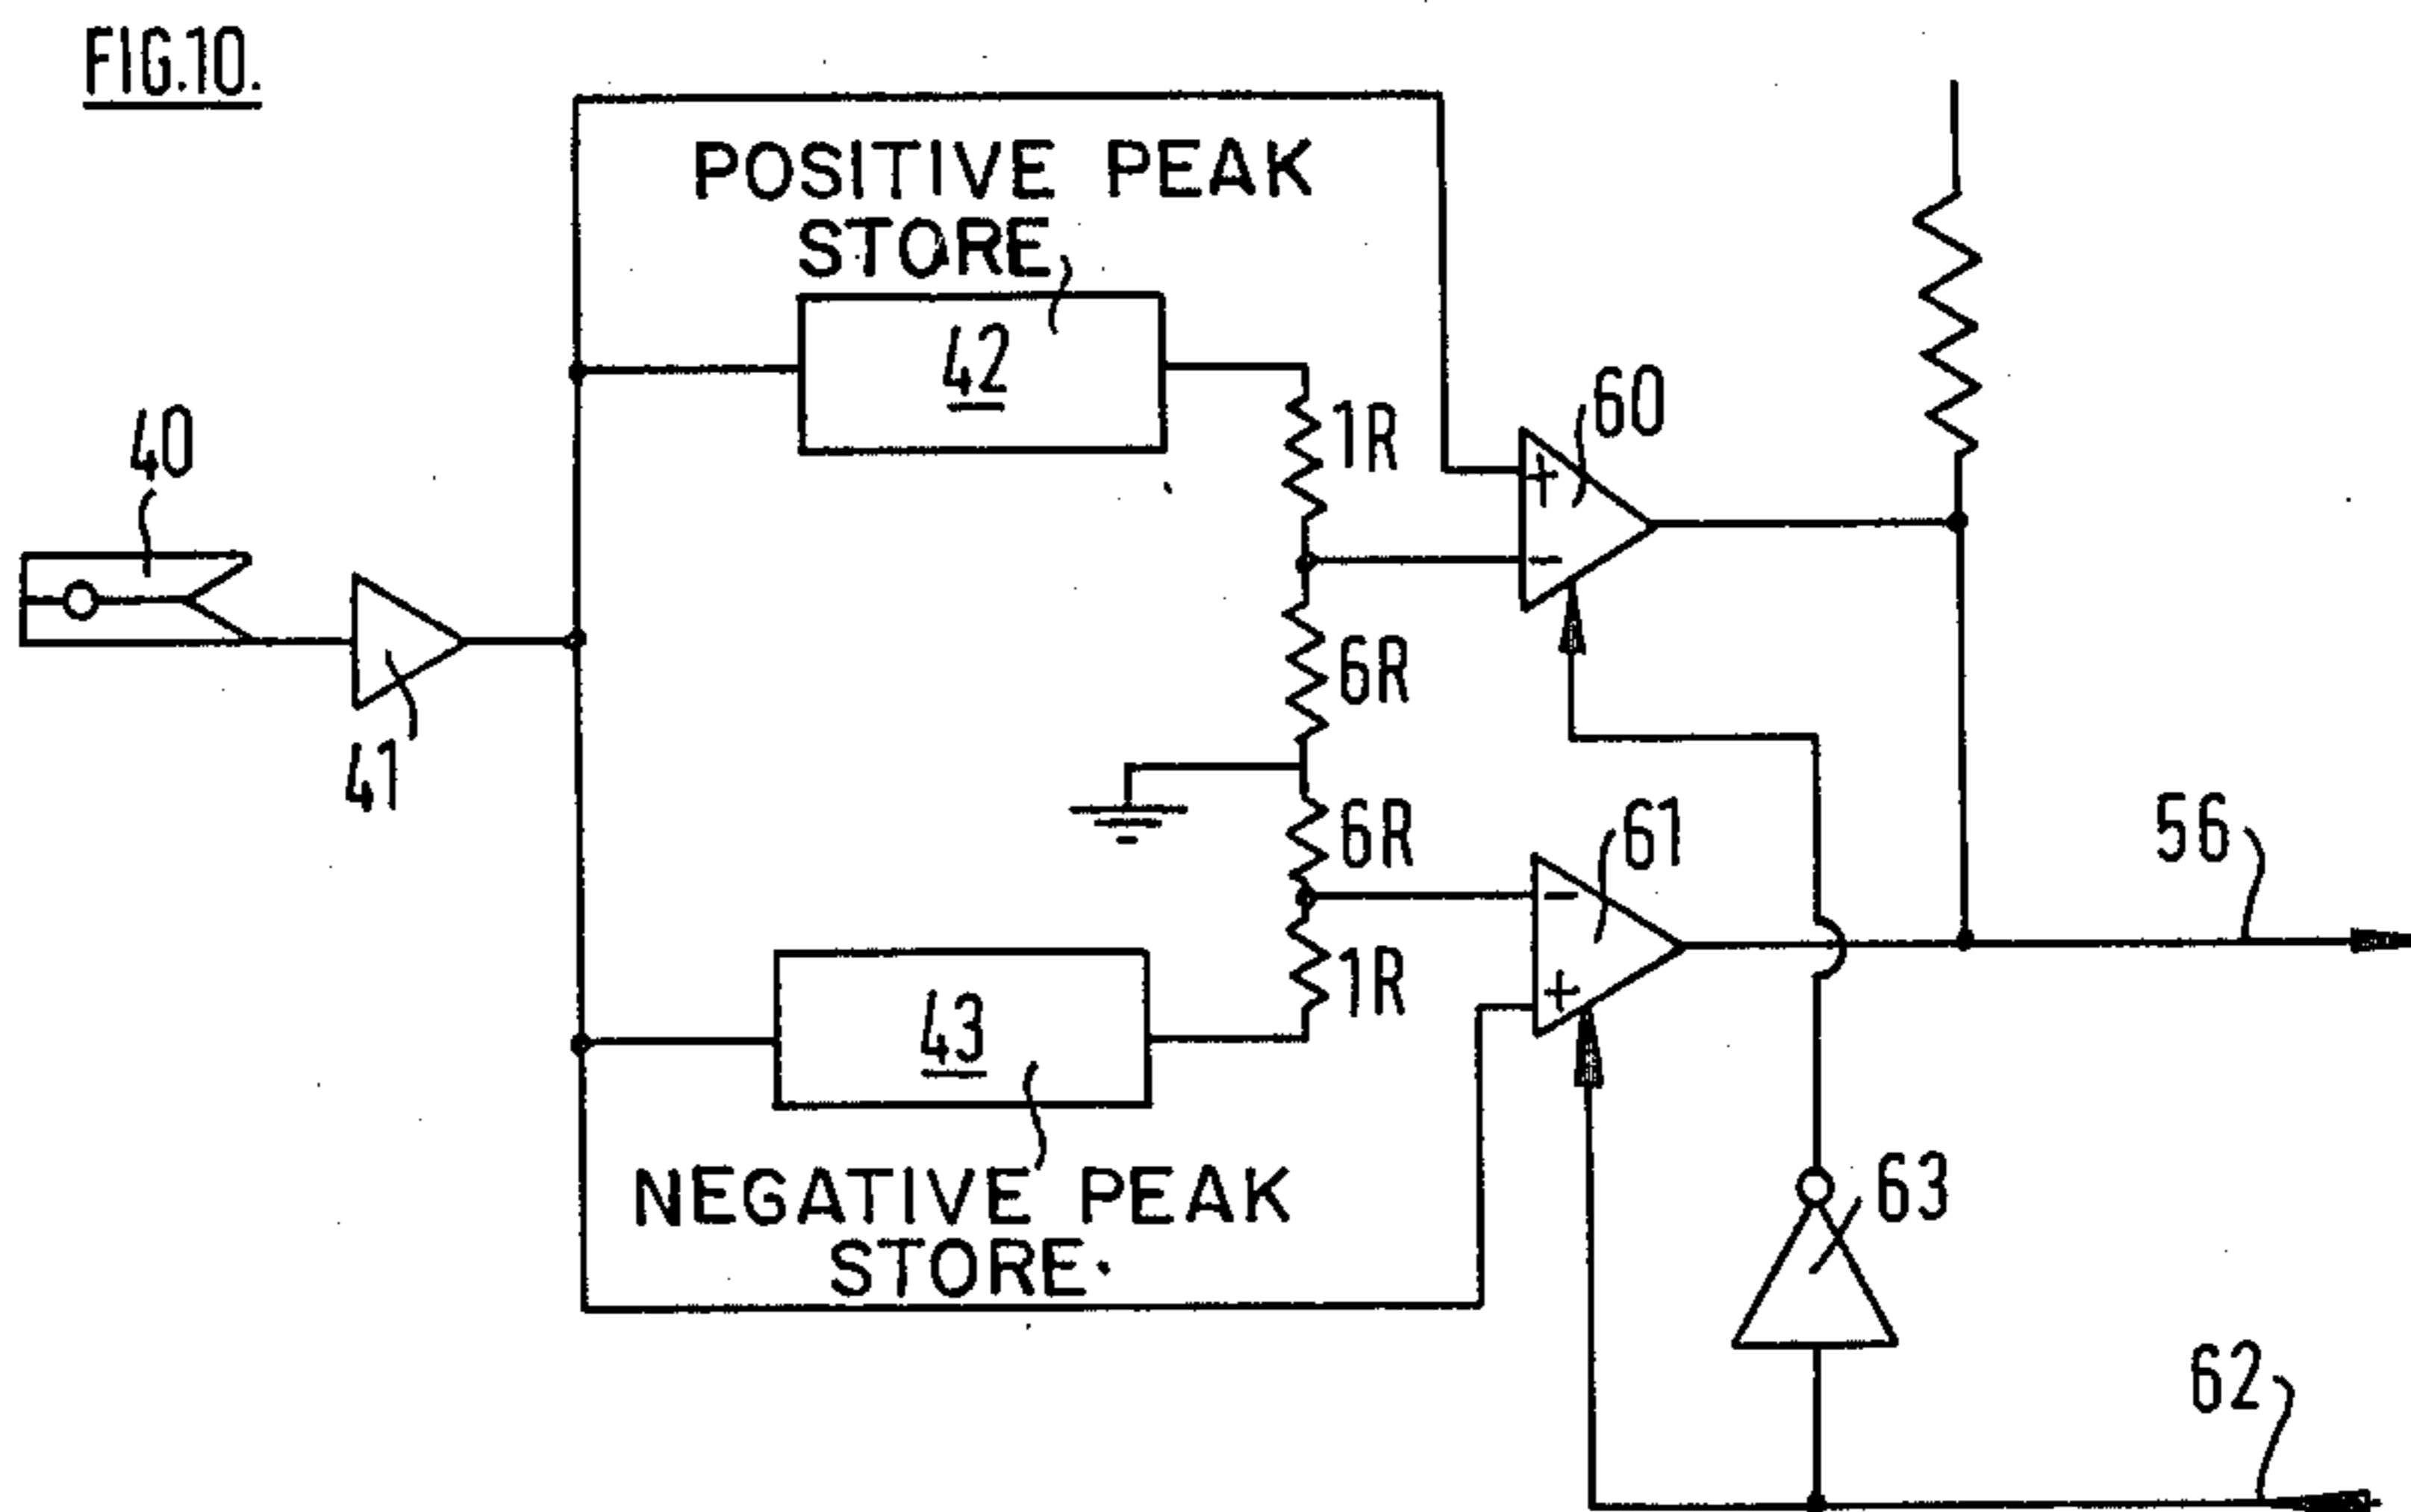 FIG.10.
POSITIVE PEAK
STORE
42
1R
60
+
−
40
6R
41
6R
61
−
+
56
1R
43
NEGATIVE PEAK
STORE
63
62